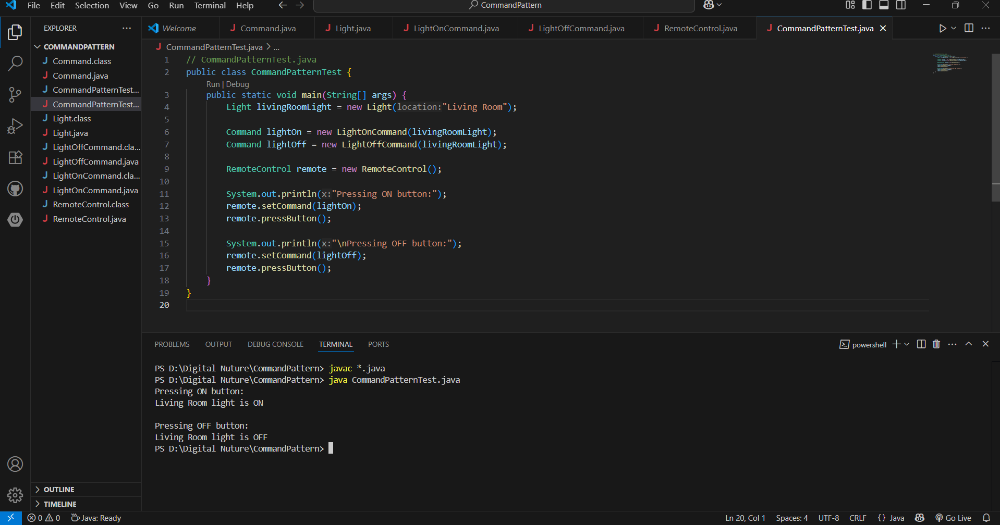 File Edit Selection View Go Run Terminal Help
CommandPattern
EXPLORER
COMMANDPATTERN
Command.class
Command.java
CommandPatternTest...
CommandPatternTest...
Light.class
Light.java
LightOffCommand.cla...
LightOffCommand.java
LightOnCommand.cla...
LightOnCommand.java
RemoteControl.class
RemoteControl.java
OUTLINE
TIMELINE
Welcome Command.java Light.java LightOnCommand.java LightOffCommand.java RemoteControl.java CommandPatternTest.java
CommandPatternTest.java > ...
1 // CommandPatternTest.java
2 public class CommandPatternTest {
Run | Debug
3 public static void main(String[] args) {
4 Light livingRoomLight = new Light(location:"Living Room");
5
6 Command lightOn = new LightOnCommand(livingRoomLight);
7 Command lightOff = new LightOffCommand(livingRoomLight);
8
9 RemoteControl remote = new RemoteControl();
10
11 System.out.println(x:"Pressing ON button:");
12 remote.setCommand(lightOn);
13 remote.pressButton();
14
15 System.out.println(x:"\nPressing OFF button:");
16 remote.setCommand(lightOff);
17 remote.pressButton();
18 }
19 }
20
PROBLEMS OUTPUT DEBUG CONSOLE TERMINAL PORTS
powershell
PS D:\Digital Nuture\CommandPattern> javac *.java
PS D:\Digital Nuture\CommandPattern> java CommandPatternTest.java
Pressing ON button:
Living Room light is ON
Pressing OFF button:
Living Room light is OFF
PS D:\Digital Nuture\CommandPattern>
0 0 Java: Ready
Ln 20, Col 1 Spaces: 4 UTF-8 CRLF {} Java Go Live